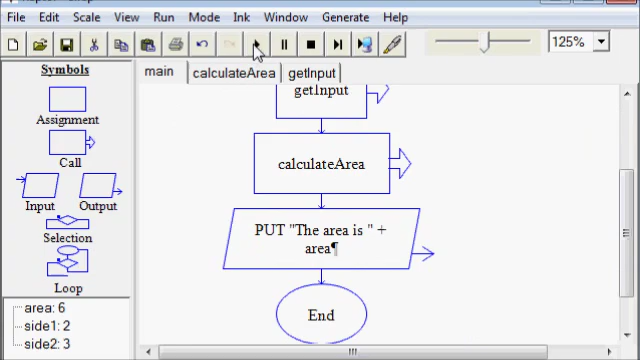 File Edit Scale View Run Mode Ink Window Generate Help
125%
Symbols
main calculateArea getInput
getInput
Assignment
calculateArea
Call
Input Output
PUT "The area is " +
area¶
Selection
Loop
End
area: 6
side1: 2
side2: 3